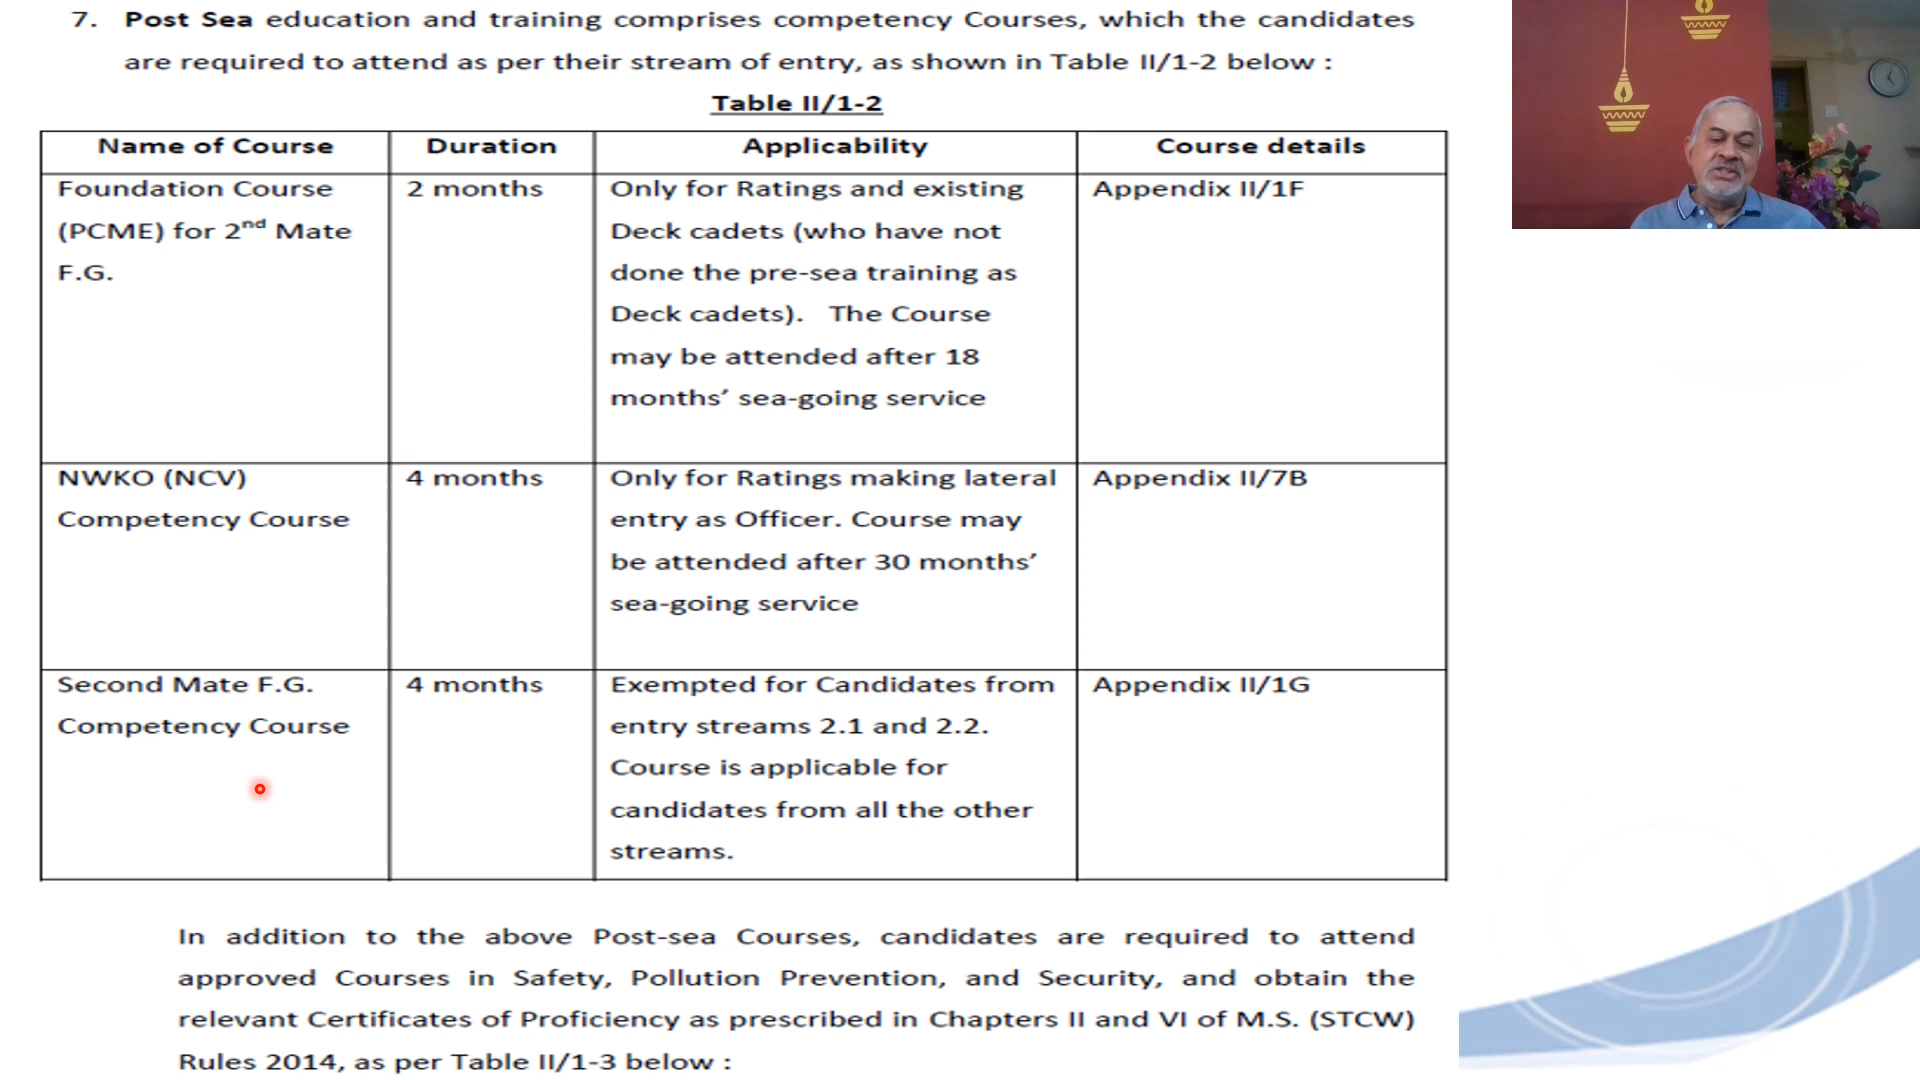 7. Post Sea education and training comprises competency Courses, which the candidates
are required to attend as per their stream of entry, as shown in Table II/1-2 below :
Table II/1-2
Name of Course Duration Applicability Course details
Foundation Course
(PCME) for 2nd Mate
F.G.
2 months
Only for Ratings and existing
Deck cadets (who have not
done the pre-sea training as
Deck cadets). The Course
may be attended after 18
months’ sea-going service
Appendix II/1F
NWKO (NCV)
Competency Course
4 months
Only for Ratings making lateral
entry as Officer. Course may
be attended after 30 months’
sea-going service
Appendix II/7B
Second Mate F.G.
Competency Course
4 months
Exempted for Candidates from
entry streams 2.1 and 2.2.
Course is applicable for
candidates from all the other
streams.
Appendix II/1G
In addition to the above Post-sea Courses, candidates are required to attend
approved Courses in Safety, Pollution Prevention, and Security, and obtain the
relevant Certificates of Proficiency as prescribed in Chapters II and VI of M.S. (STCW)
Rules 2014, as per Table II/1-3 below :